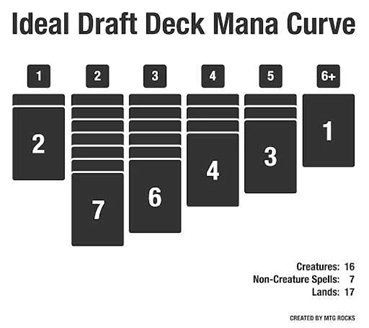 Ideal Draft Deck Mana Curve
1 2 3 4 5 6+
2 7 6 4 3 1
Creatures: 16
Non-Creature Spells: 7
Lands: 17
CREATED BY MTG ROCKS